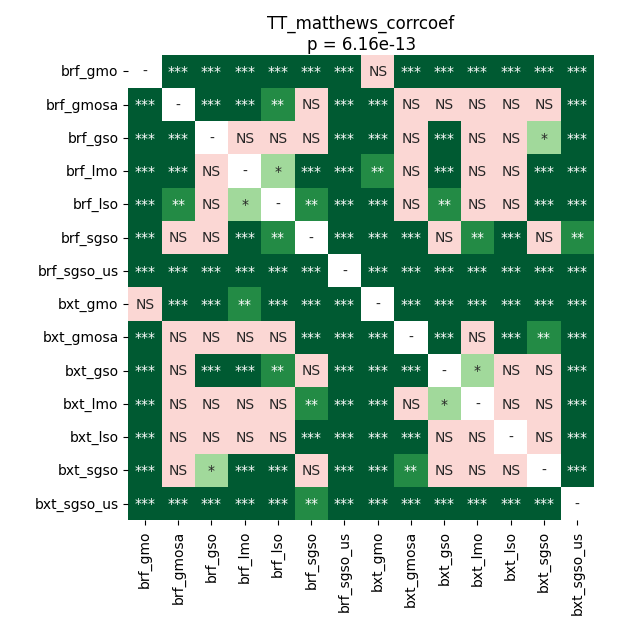 TT_matthews_corrcoef
p = 6.16e-13
brf_gmo - *** *** *** *** *** *** NS *** *** *** *** *** ***
brf_gmosa *** - *** *** ** NS *** *** NS NS NS NS NS ***
brf_gso *** *** - NS NS NS *** *** NS *** NS NS * ***
brf_lmo *** *** NS - * *** *** ** NS *** NS NS *** ***
brf_lso *** ** NS * - ** *** *** NS ** NS NS *** ***
brf_sgso *** NS NS *** ** - *** *** *** NS ** *** NS **
brf_sgso_us *** *** *** *** *** *** - *** *** *** *** *** *** ***
bxt_gmo NS *** *** ** *** *** *** - *** *** *** *** *** ***
bxt_gmosa *** NS NS NS NS *** *** *** - *** NS *** ** ***
bxt_gso *** NS *** *** ** NS *** *** *** - * NS NS ***
bxt_lmo *** NS NS NS NS ** *** *** NS * - NS NS ***
bxt_lso *** NS NS NS NS *** *** *** *** NS NS - NS ***
bxt_sgso *** NS * *** *** NS *** *** ** NS NS NS - ***
bxt_sgso_us *** *** *** *** *** ** *** *** *** *** *** *** *** -
brf_gmo
brf_gmosa
brf_gso
brf_lmo
brf_lso
brf_sgso
brf_sgso_us
bxt_gmo
bxt_gmosa
bxt_gso
bxt_lmo
bxt_lso
bxt_sgso
bxt_sgso_us